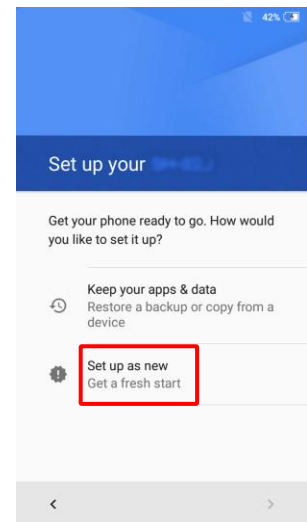 42%
Set up your
Get your phone ready to go. How would
you like to set it up?
Keep your apps & data
Restore a backup or copy from a
device
Set up as new
Get a fresh start